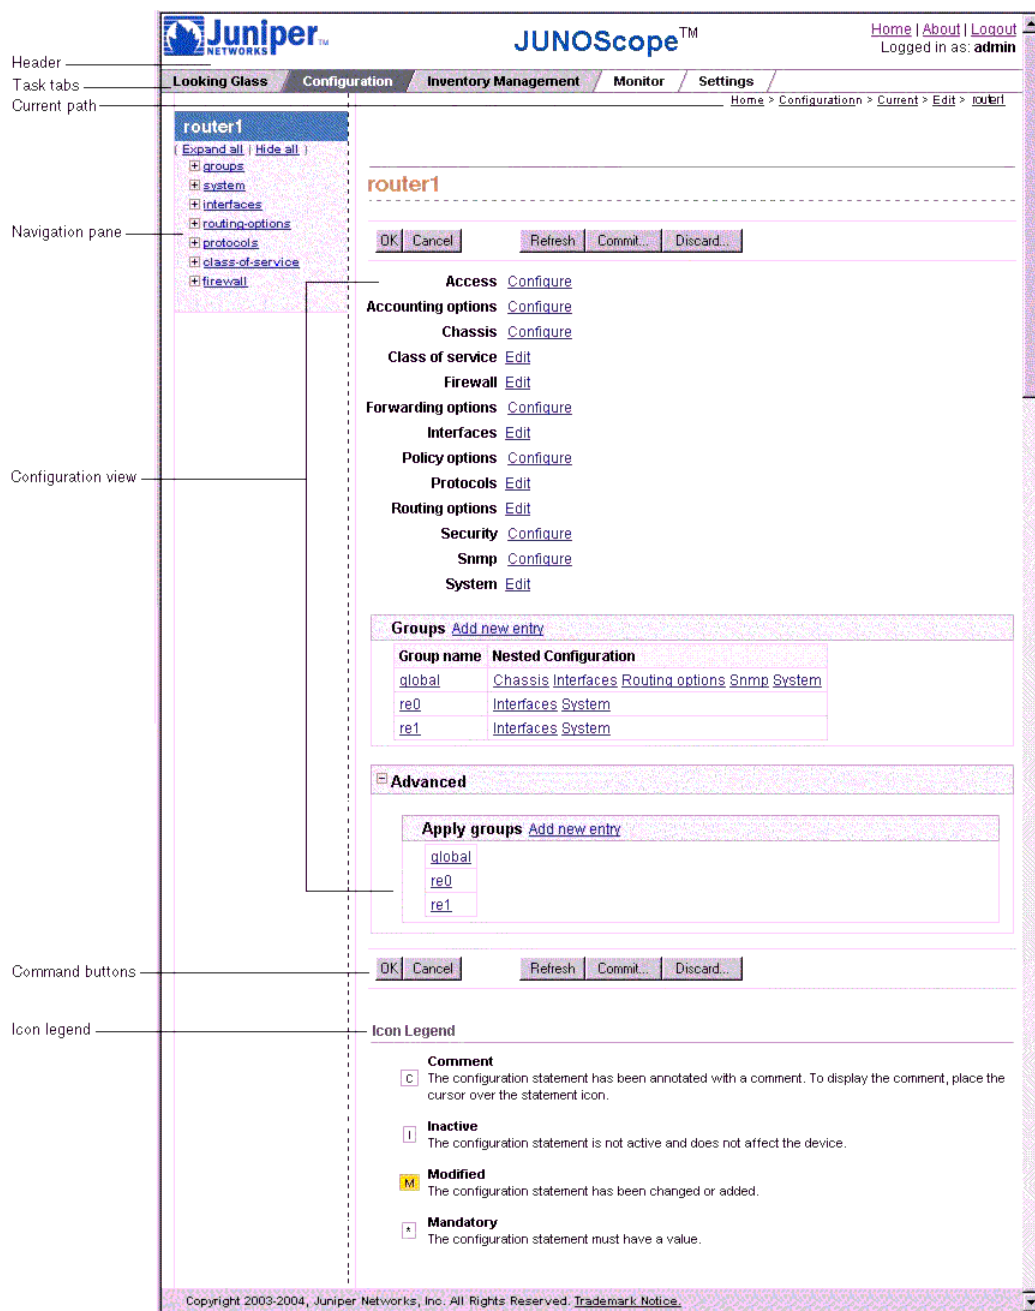 Juniper™
NETWORKS
JUNOScope™
Home | About | Logout
Logged in as: admin
Header
Task tabs
Looking Glass Configuration Inventory Management Monitor Settings
Current path
Home > Configurationn > Current > Edit > router1
router1
( Expand all | Hide all )
groups
system
interfaces
routing-options
protocols
class-of-service
firewall
Navigation pane
router1
OK Cancel Refresh Commit... Discard...
Access Configure
Accounting options Configure
Chassis Configure
Class of service Edit
Firewall Edit
Forwarding options Configure
Interfaces Edit
Policy options Configure
Configuration view
Protocols Edit
Routing options Edit
Security Configure
Snmp Configure
System Edit
Groups Add new entry
Group name Nested Configuration
global Chassis Interfaces Routing options Snmp System
re0 Interfaces System
re1 Interfaces System
Advanced
Apply groups Add new entry
global
re0
re1
Command buttons
OK Cancel Refresh Commit... Discard...
Icon legend
Icon Legend
Comment
C The configuration statement has been annotated with a comment. To display the comment, place the
cursor over the statement icon.
Inactive
I The configuration statement is not active and does not affect the device.
Modified
M The configuration statement has been changed or added.
Mandatory
* The configuration statement must have a value.
Copyright 2003-2004, Juniper Networks, Inc. All Rights Reserved. Trademark Notice.